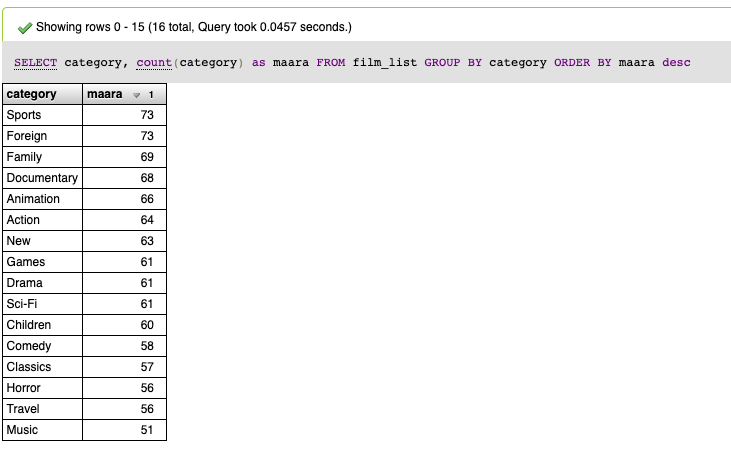 Showing rows 0 - 15 (16 total, Query took 0.0457 seconds.)
SELECT category, count(category) as maara FROM film_list GROUP BY category ORDER BY maara desc
category maara 1
Sports 73
Foreign 73
Family 69
Documentary 68
Animation 66
Action 64
New 63
Games 61
Drama 61
Sci-Fi 61
Children 60
Comedy 58
Classics 57
Horror 56
Travel 56
Music 51